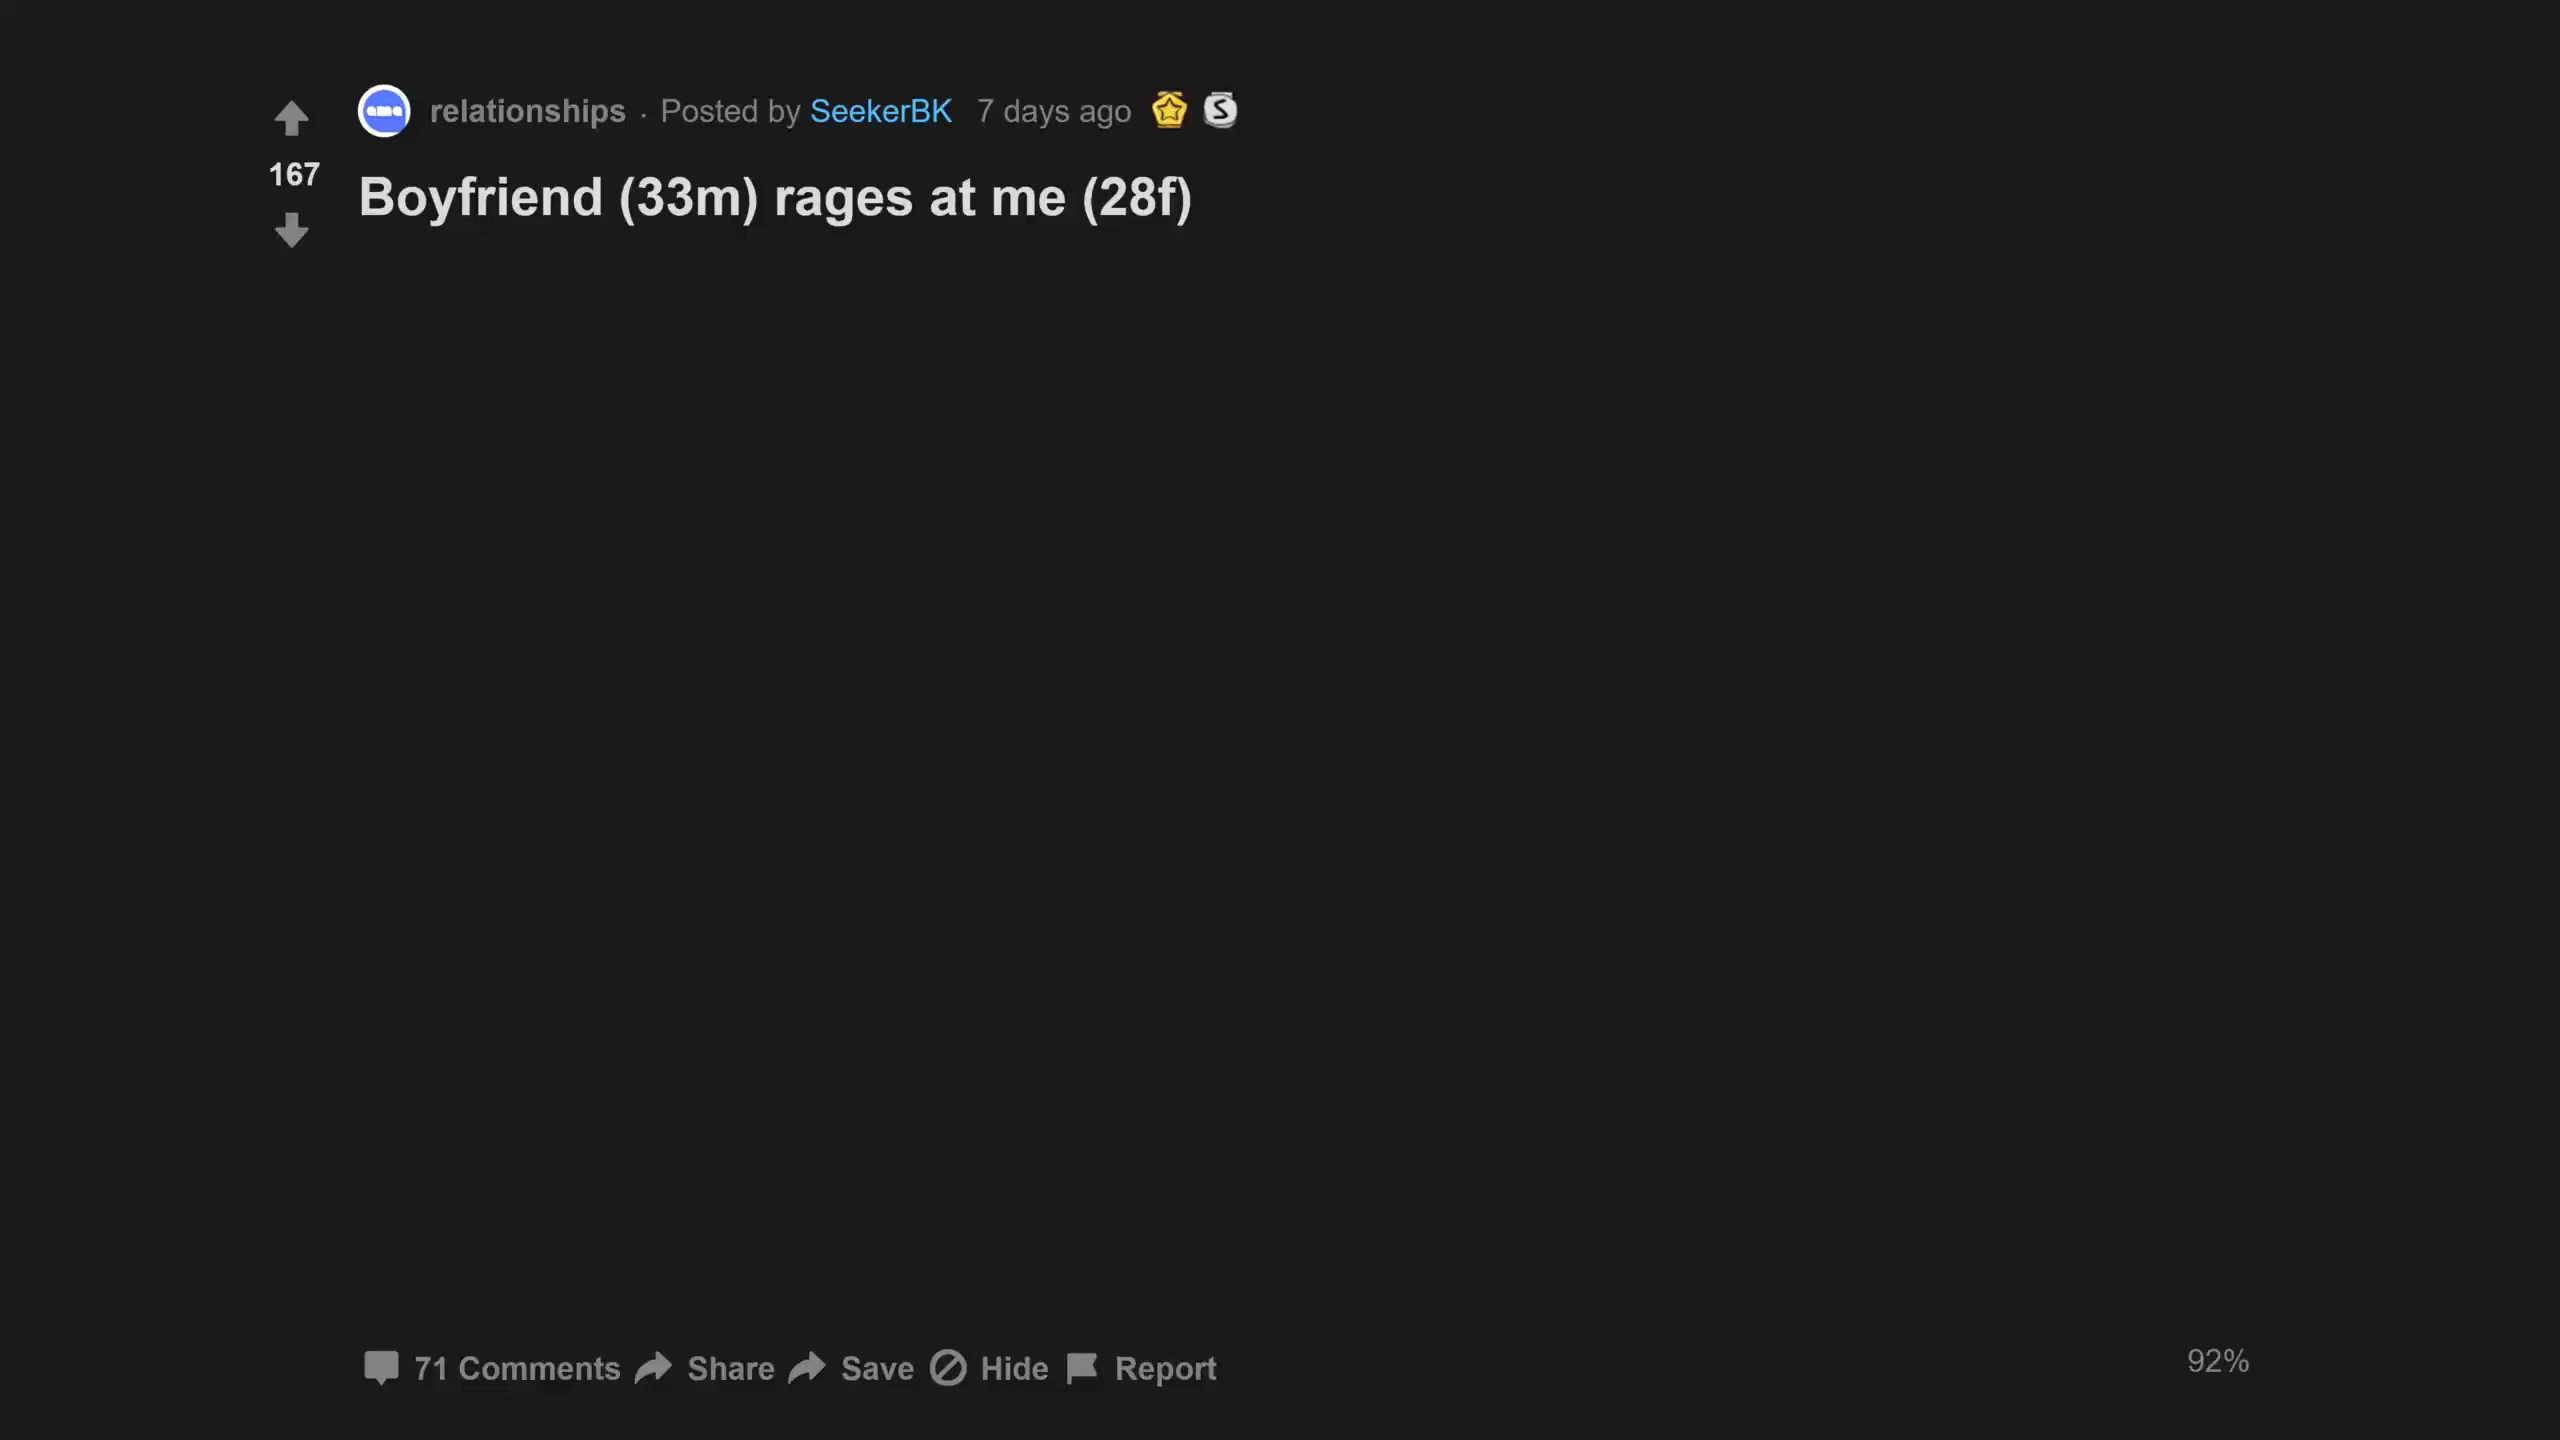 relationships · Posted by SeekerBK 7 days ago
167
Boyfriend (33m) rages at me (28f)
71 Comments Share Save Hide Report
92%